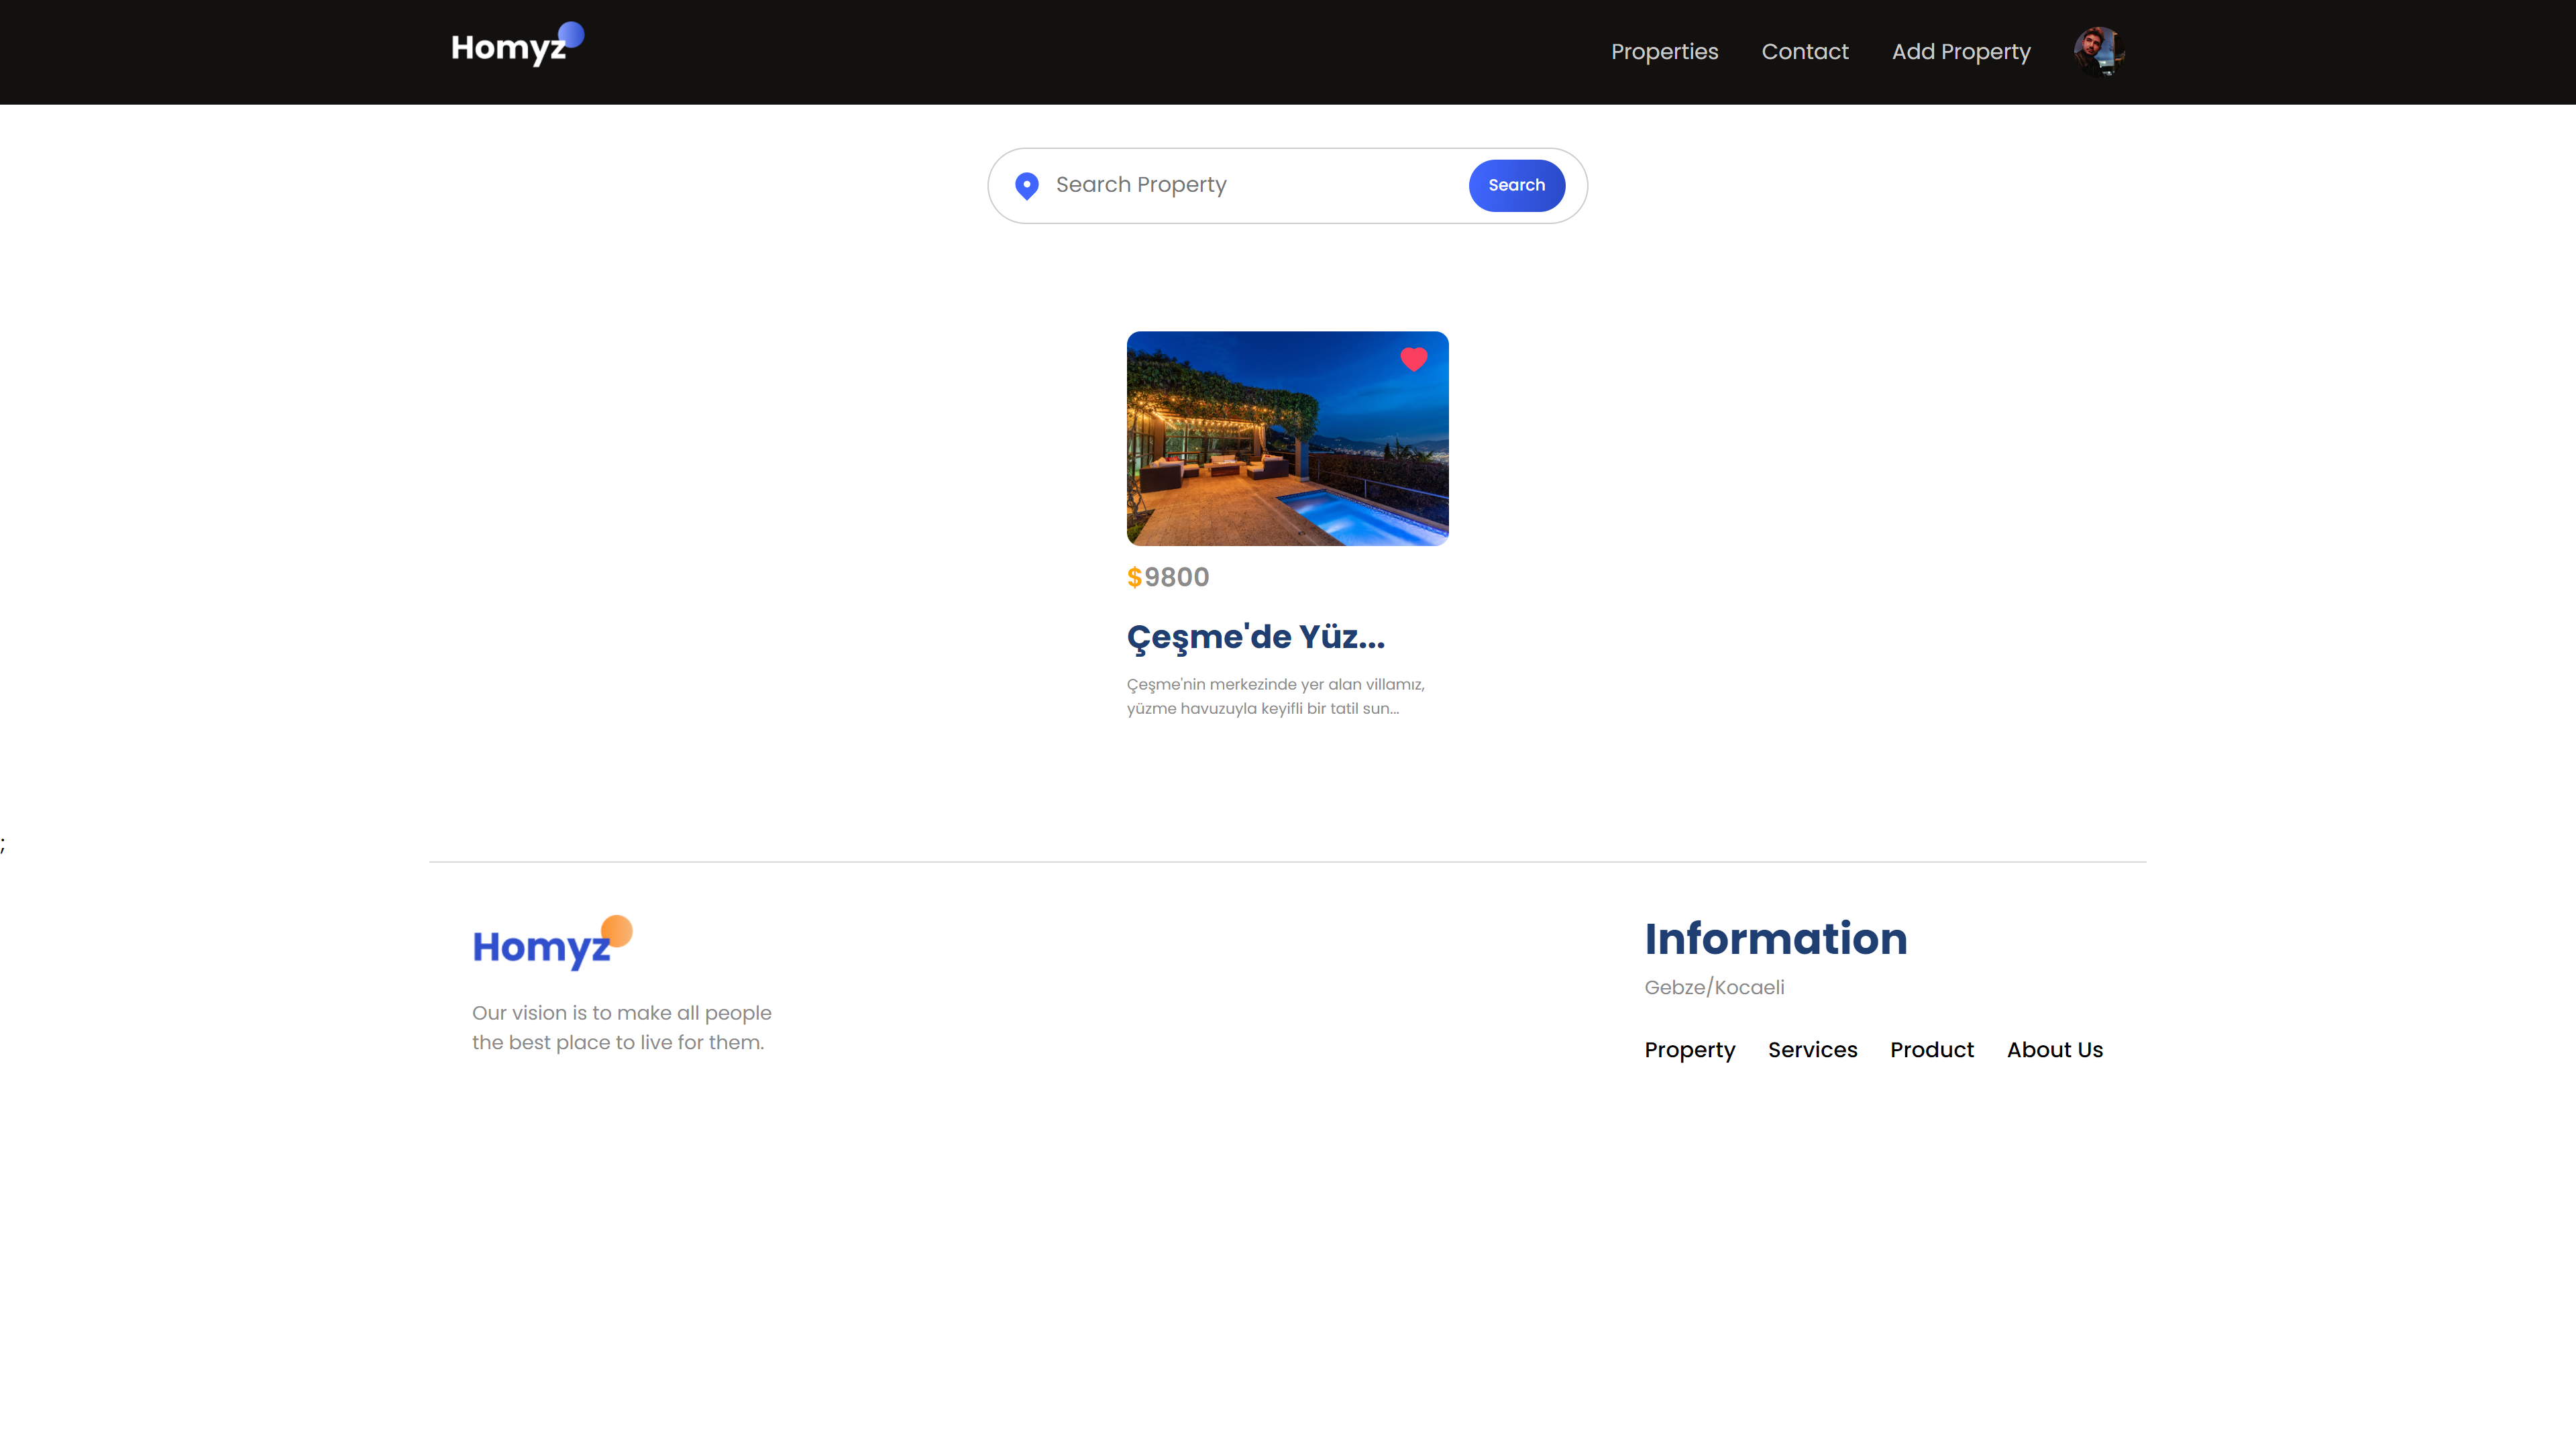 Homyz
Properties Contact Add Property
Search Property
Search
$9800
Çeşme'de Yüz...
Çeşme'nin merkezinde yer alan villamız,
yüzme havuzuyla keyifli bir tatil sun...
;
Homyz
Our vision is to make all people
the best place to live for them.
Information
Gebze/Kocaeli
Property Services Product About Us